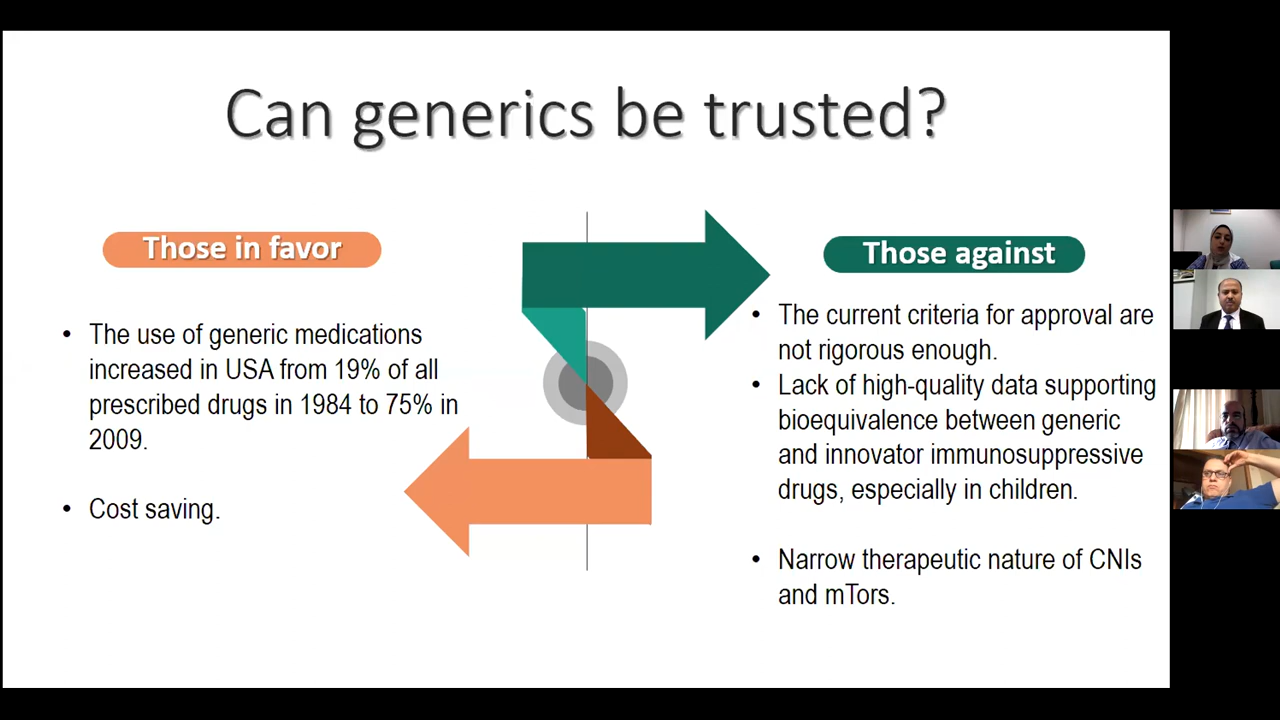 Can generics be trusted?
Those in favor
• The use of generic medications
increased in USA from 19% of all
prescribed drugs in 1984 to 75% in
2009.
• Cost saving.
Those against
• The current criteria for approval are
not rigorous enough.
• Lack of high-quality data supporting
bioequivalence between generic
and innovator immunosuppressive
drugs, especially in children.
• Narrow therapeutic nature of CNIs
and mTors.